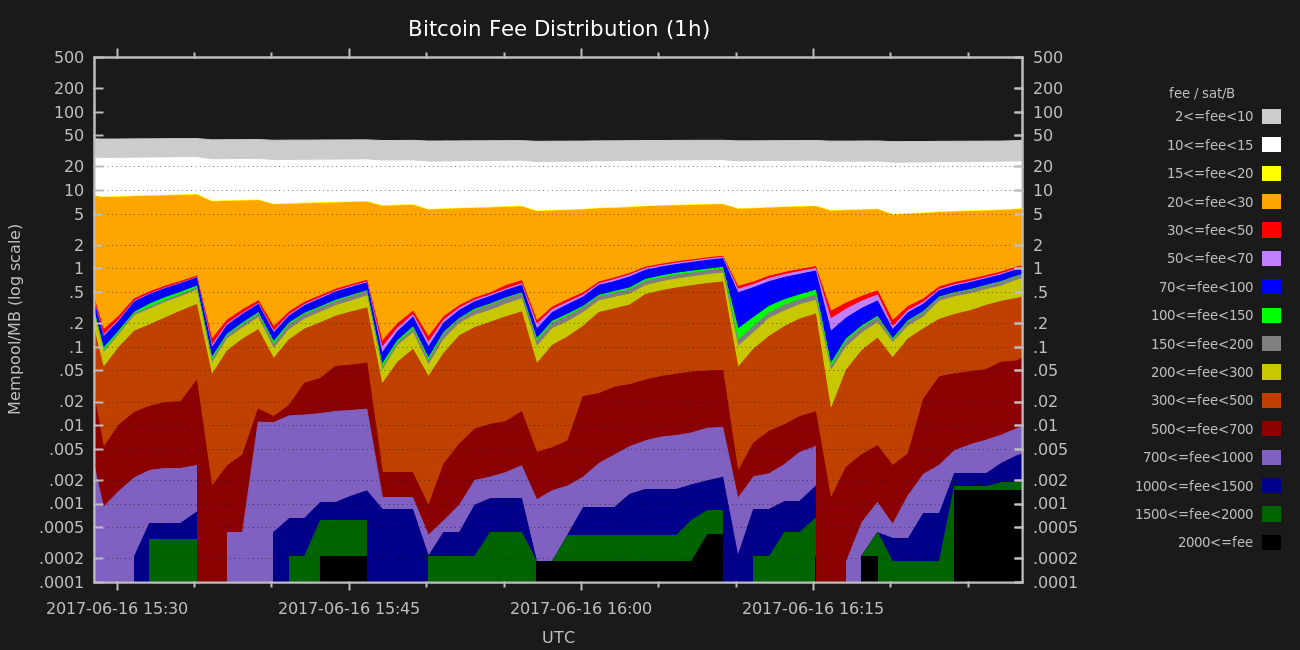 Bitcoin Fee Distribution (1h)
Mempool/MB (log scale)
500
200
100
50
20
10
5
2
1
.5
.2
.1
.05
.02
.01
.005
.002
.001
.0005
.0002
.0001
500
200
100
50
20
10
5
2
1
.5
.2
.1
.05
.02
.01
.005
.002
.001
.0005
.0002
.0001
2017-06-16 15:30
2017-06-16 15:45
2017-06-16 16:00
2017-06-16 16:15
UTC
fee / sat/B
2<=fee<10
10<=fee<15
15<=fee<20
20<=fee<30
30<=fee<50
50<=fee<70
70<=fee<100
100<=fee<150
150<=fee<200
200<=fee<300
300<=fee<500
500<=fee<700
700<=fee<1000
1000<=fee<1500
1500<=fee<2000
2000<=fee